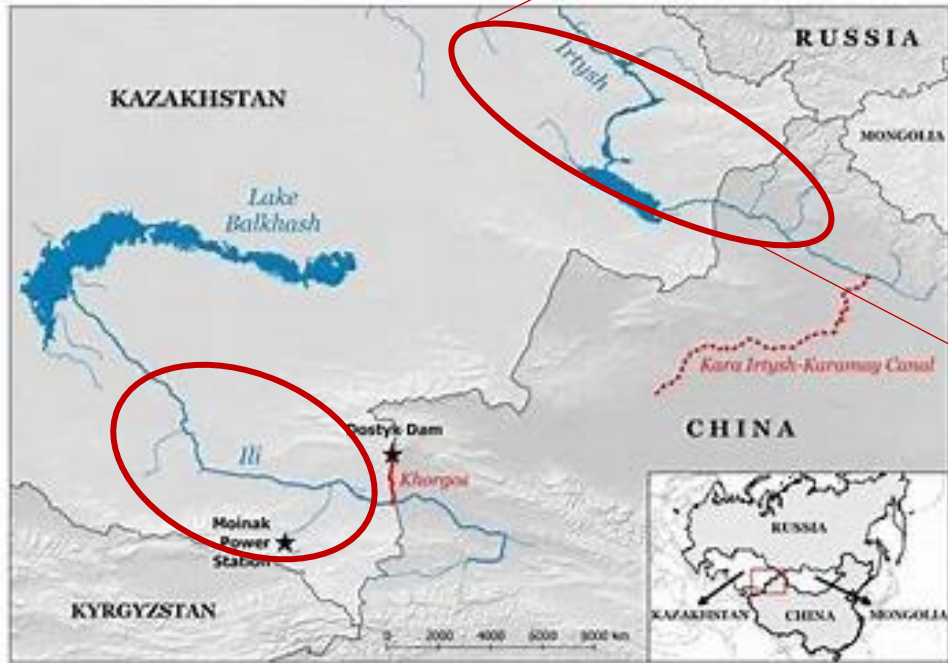 RUSSIA
Irtysh
KAZAKHSTAN
MONGOLIA
Lake
Balkhash
Kara Irtysh-Karamay Canal
CHINA
Dostyk Dam
Ili
Khorgos
Moinak
Power
Station
KYRGYZSTAN
0 2000 4000 6000 8000 km
RUSSIA
KAZAKHSTAN
CHINA
MONGOLIA